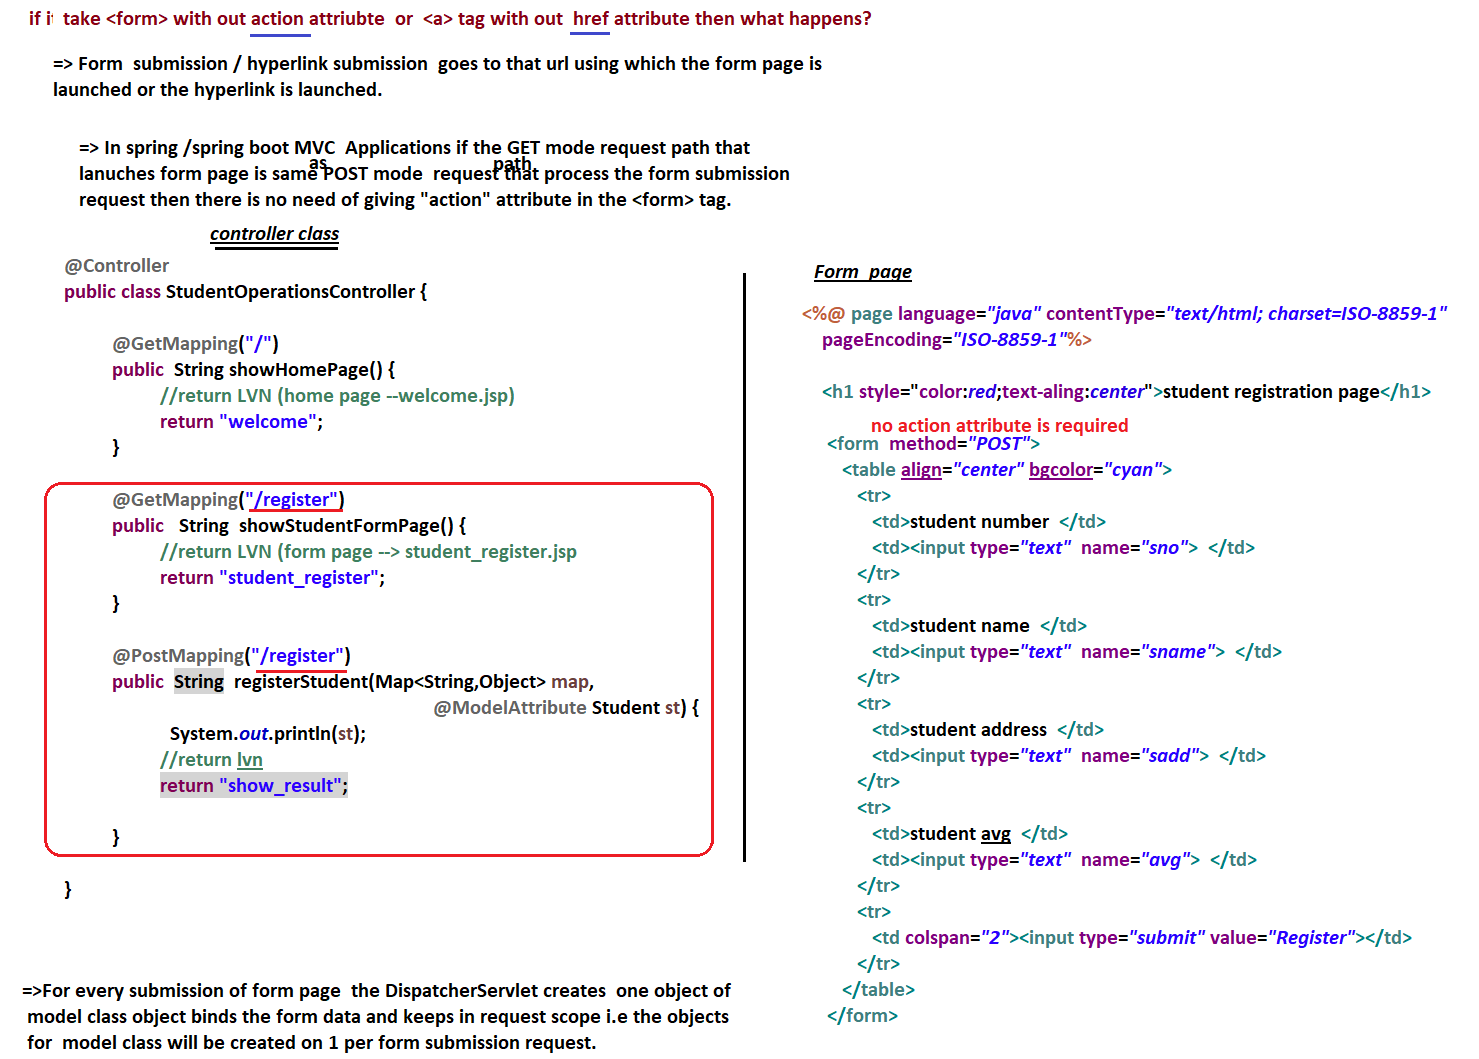 if i take <form> with out action attriubte or <a> tag with out href attribute then what happens?
=> Form submission / hyperlink submission goes to that url using which the form page is
launched or the hyperlink is launched.
=> In spring /spring boot MVC Applications if the GET mode request path that
as path
lanuches form page is same POST mode request that process the form submission
request then there is no need of giving "action" attribute in the <form> tag.
controller class
@Controller
public class StudentOperationsController {
@GetMapping("/")
public String showHomePage() {
//return LVN (home page --welcome.jsp)
return "welcome";
}
@GetMapping("/register")
public String showStudentFormPage() {
//return LVN (form page --> student_register.jsp
return "student_register";
}
@PostMapping("/register")
public String registerStudent(Map<String,Object> map,
@ModelAttribute Student st) {
System.out.println(st);
//return lvn
return "show_result";
}
}
Form page
<%@ page language="java" contentType="text/html; charset=ISO-8859-1"
pageEncoding="ISO-8859-1"%>
<h1 style="color:red;text-aling:center">student registration page</h1>
no action attribute is required
<form method="POST">
<table align="center" bgcolor="cyan">
<tr>
<td>student number </td>
<td><input type="text" name="sno"> </td>
</tr>
<tr>
<td>student name </td>
<td><input type="text" name="sname"> </td>
</tr>
<tr>
<td>student address </td>
<td><input type="text" name="sadd"> </td>
</tr>
<tr>
<td>student avg </td>
<td><input type="text" name="avg"> </td>
</tr>
<tr>
<td colspan="2"><input type="submit" value="Register"></td>
</tr>
</table>
</form>
=>For every submission of form page the DispatcherServlet creates one object of
model class object binds the form data and keeps in request scope i.e the objects
for model class will be created on 1 per form submission request.